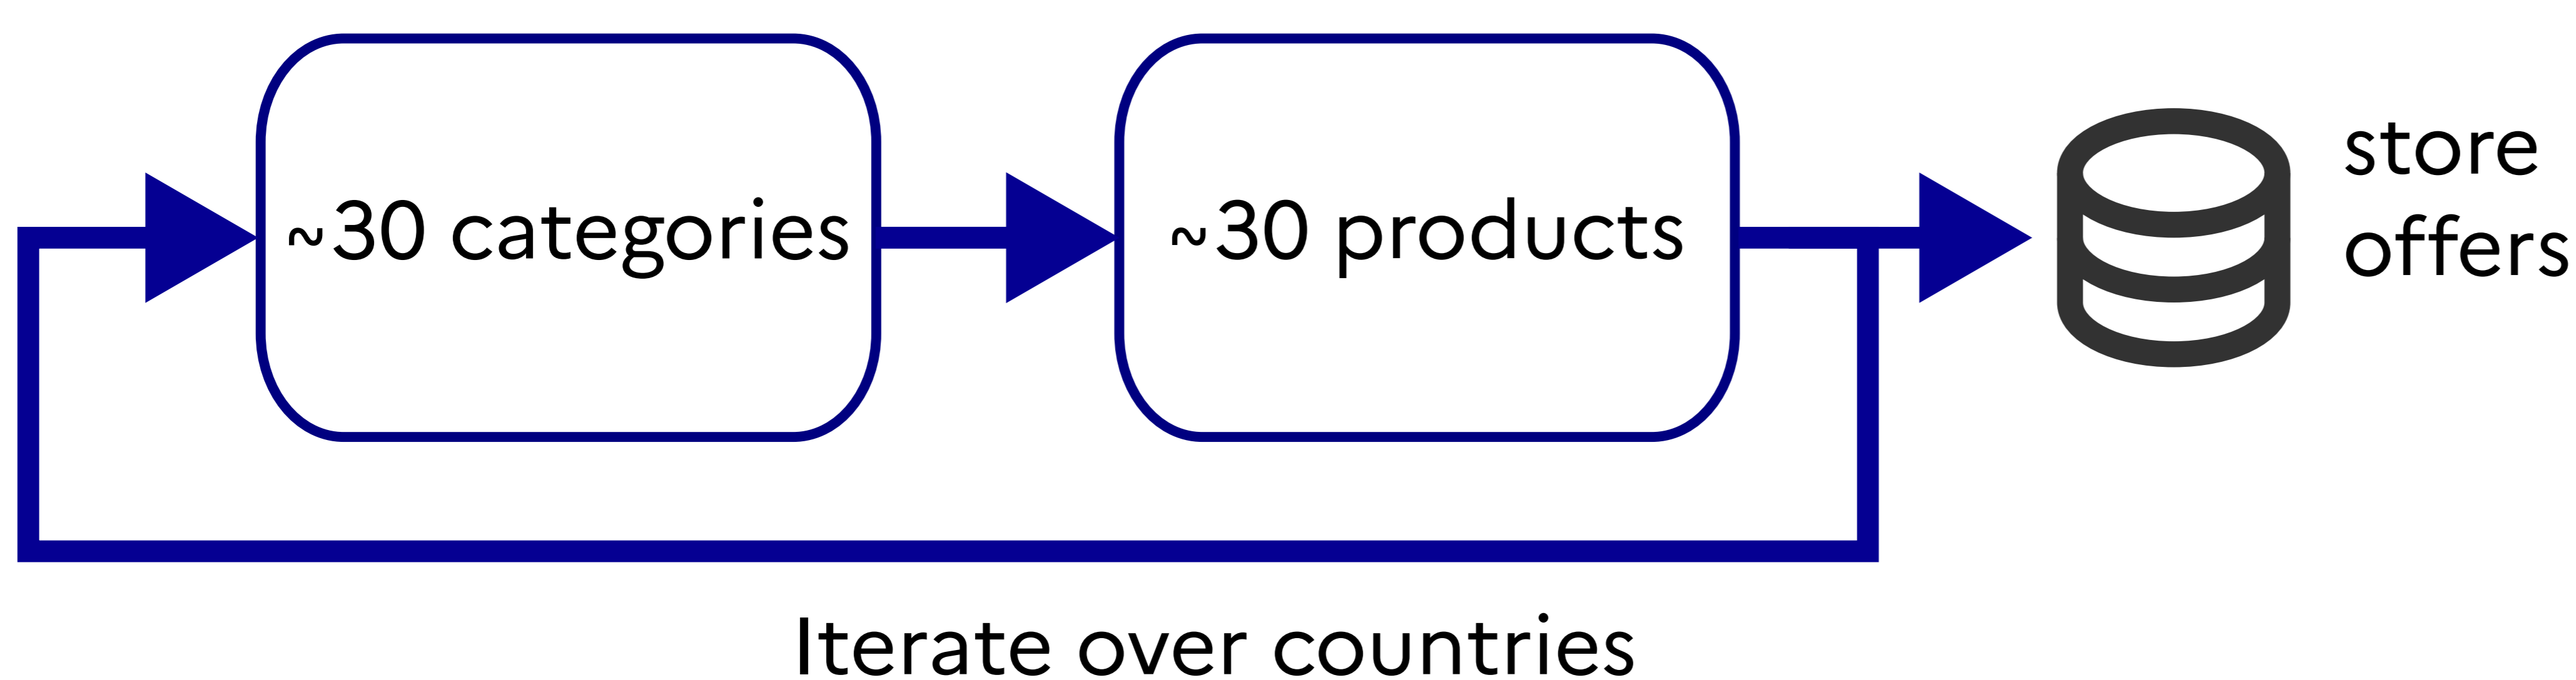 ~30 categories
~30 products
store
offers
Iterate over countries